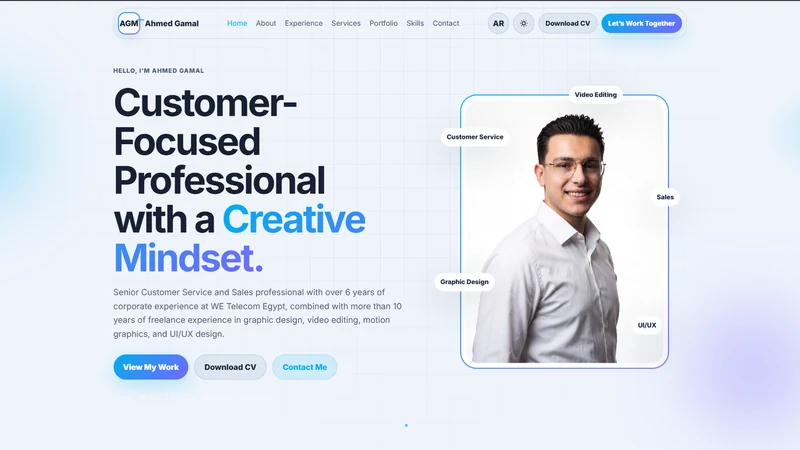 AGM Ahmed Gamal
Home About Experience Services Portfolio Skills Contact
AR Download CV Let's Work Together
HELLO, I'M AHMED GAMAL
Customer-
Focused
Professional
with a Creative
Mindset.
Senior Customer Service and Sales professional with over 6 years of
corporate experience at WE Telecom Egypt, combined with more than 10
years of freelance experience in graphic design, video editing, motion
graphics, and UI/UX design.
View My Work Download CV Contact Me
Video Editing
Customer Service
Sales
Graphic Design
UI/UX